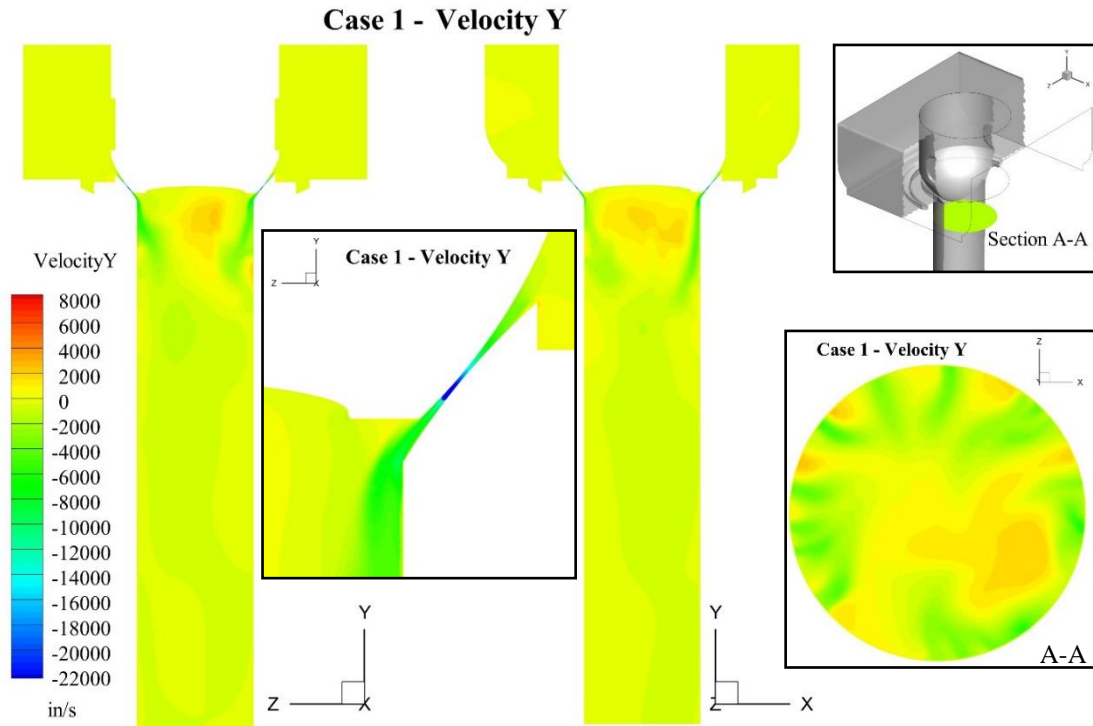 Case 1 - Velocity Y
Y
Z
X
Section A-A
VelocityY
8000
6000
4000
2000
0
-2000
-4000
-6000
-8000
-10000
-12000
-14000
-16000
-18000
-20000
-22000
in/s
Y
Case 1 - Velocity Y
Z
X
Case 1 - Velocity Y
Z
Y
X
A-A
Y
Z
X
Y
Z
X